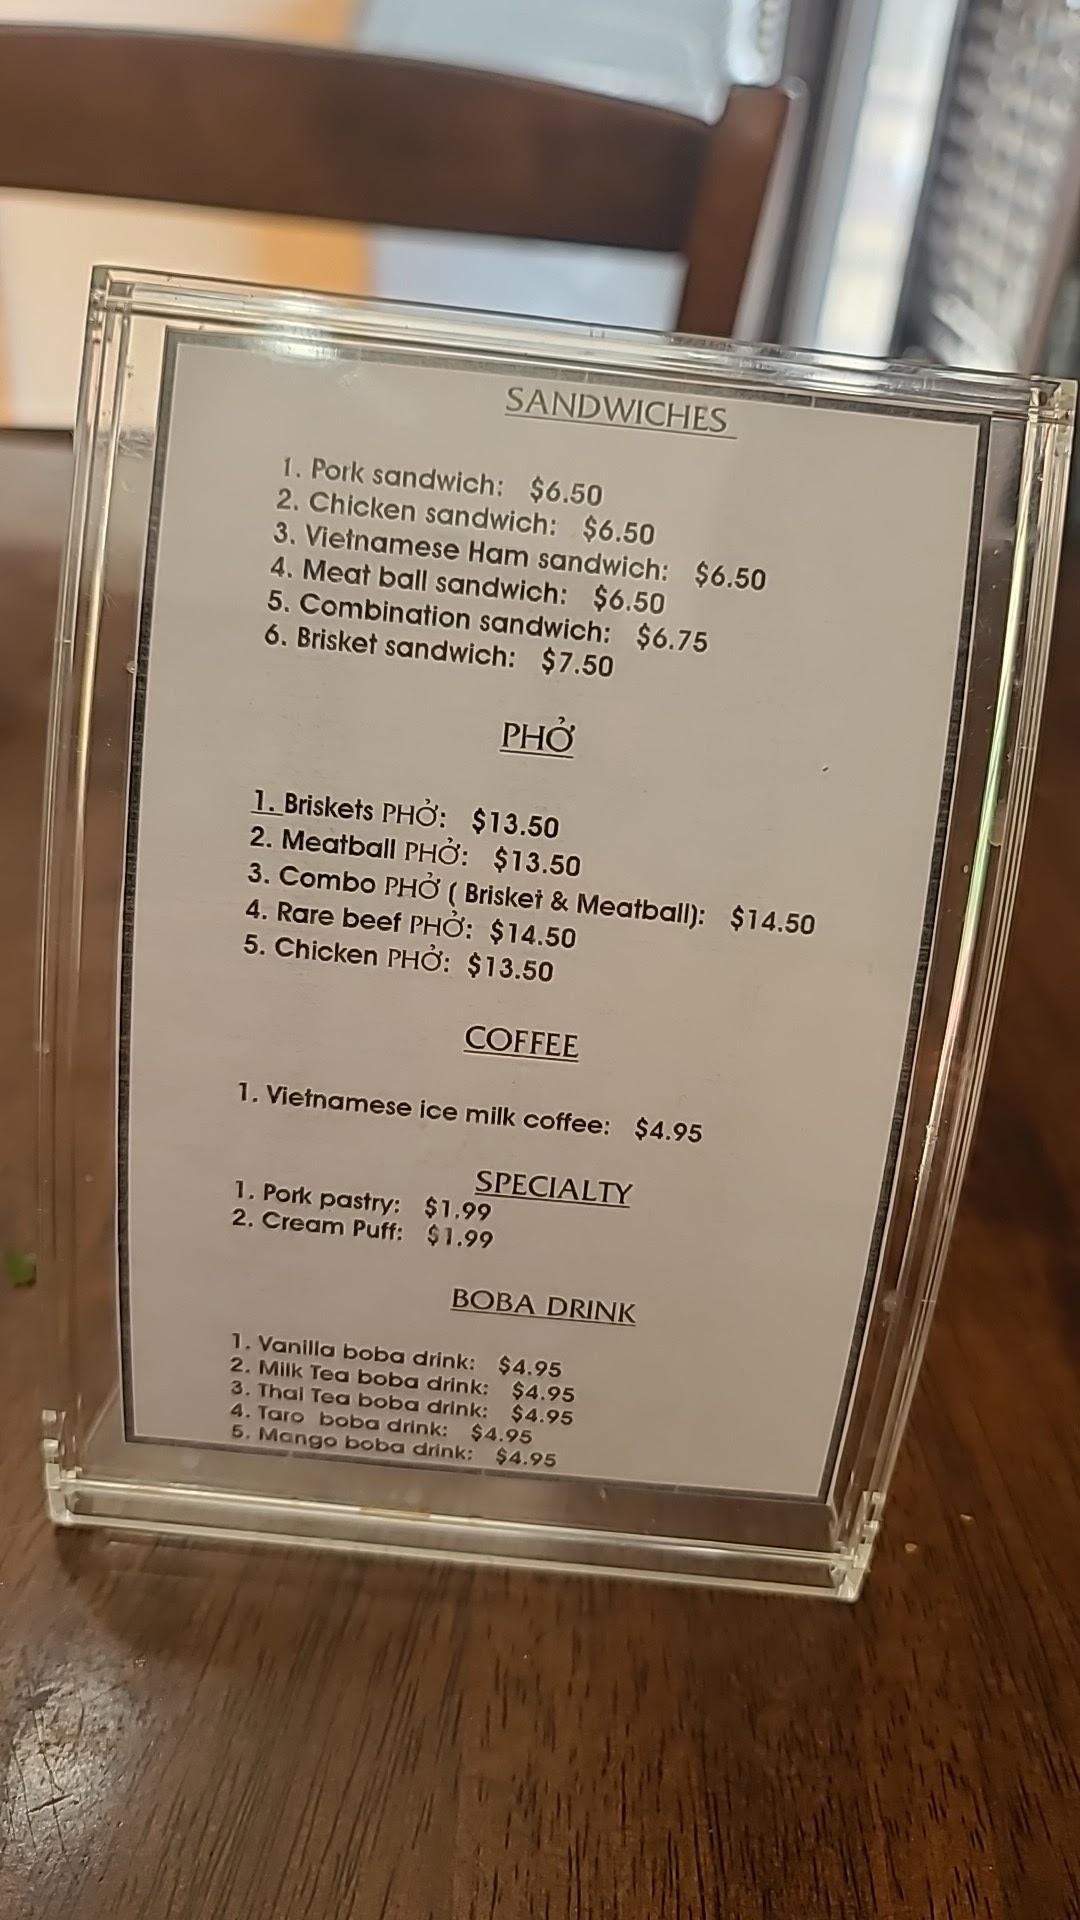 SANDWICHES
1. Pork sandwich: $6.50
2. Chicken sandwich: $6.50
3. Vietnamese Ham sandwich: $6.50
4. Meat ball sandwich: $6.50
5. Combination sandwich: $6.75
6. Brisket sandwich: $7.50
PHỞ
1. Briskets PHỞ: $13.50
2. Meatball PHỞ: $13.50
3. Combo PHỞ ( Brisket & Meatball): $14.50
4. Rare beef PHỞ: $14.50
5. Chicken PHỞ: $13.50
COFFEE
1. Vietnamese ice milk coffee: $4.95
SPECIALTY
1. Pork pastry: $1.99
2. Cream Puff: $1.99
BOBA DRINK
1. Vanilla boba drink: $4.95
2. Milk Tea boba drink: $4.95
3. Thai Tea boba drink: $4.95
4. Taro boba drink: $4.95
5. Mango boba drink: $4.95